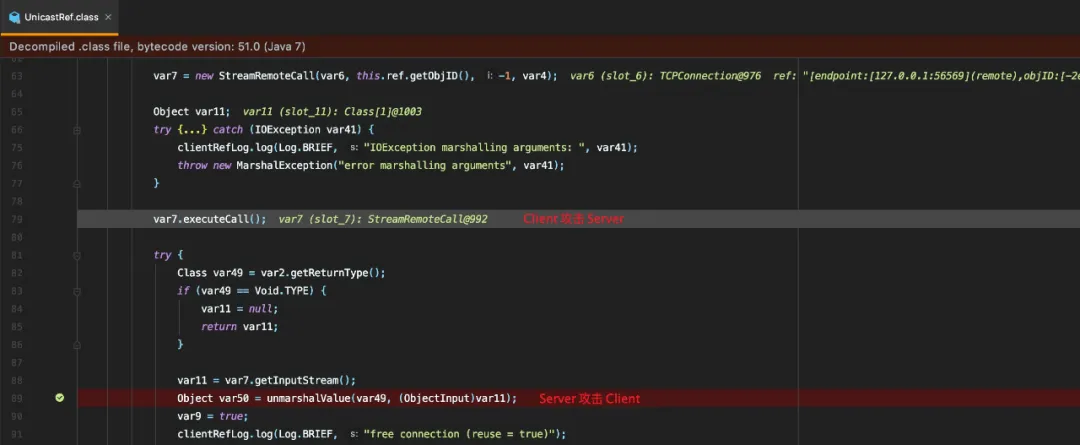 UnicastRef.class ×
Decompiled .class file, bytecode version: 51.0 (Java 7)
63 var7 = new StreamRemoteCall(var6, this.ref.getObjID(), i: -1, var4); var6 (slot_6): TCPConnection@976 ref: "[endpoint:[127.0.0.1:56569](remote),objID:[-2
64
65 Object var11; var11 (slot_11): Class[1]@1003
66 try {...} catch (IOException var41) {
75 clientRefLog.log(Log.BRIEF, s: "IOException marshalling arguments: ", var41);
76 throw new MarshalException("error marshalling arguments", var41);
77 }
78
79 var7.executeCall(); var7 (slot_7): StreamRemoteCall@992 Client 攻击 Server
80
81 try {
82 Class var49 = var2.getReturnType();
83 if (var49 == Void.TYPE) {
84 var11 = null;
85 return var11;
86 }
87
88 var11 = var7.getInputStream();
89 Object var50 = unmarshalValue(var49, (ObjectInput)var11); Server 攻击 Client
90 var9 = true;
91 clientRefLog.log(Log.BRIEF, s: "free connection (reuse = true)");